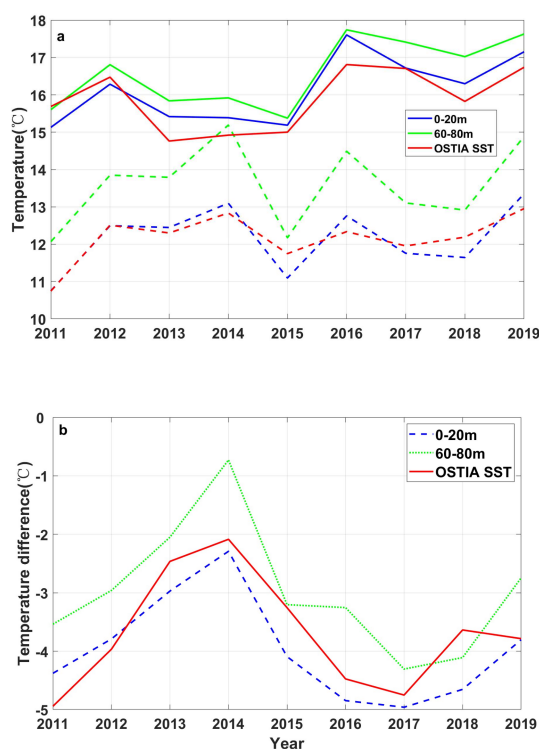 a
Temperature(℃)
18
17
16
15
14
13
12
11
10
0-20m
60-80m
OSTIA SST
2011 2012 2013 2014 2015 2016 2017 2018 2019
b
Temperature difference(℃)
0
-1
-2
-3
-4
-5
0-20m
60-80m
OSTIA SST
2011 2012 2013 2014 2015 2016 2017 2018 2019
Year